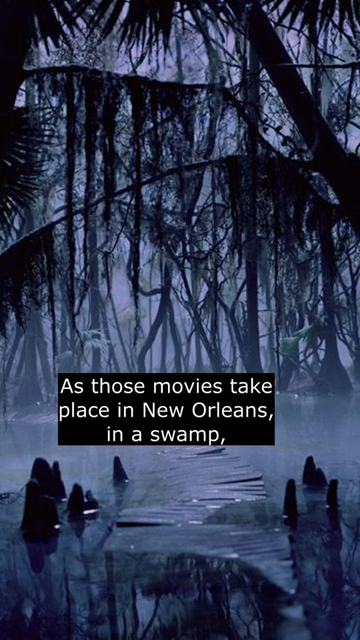 As those movies take
place in New Orleans,
in a swamp,